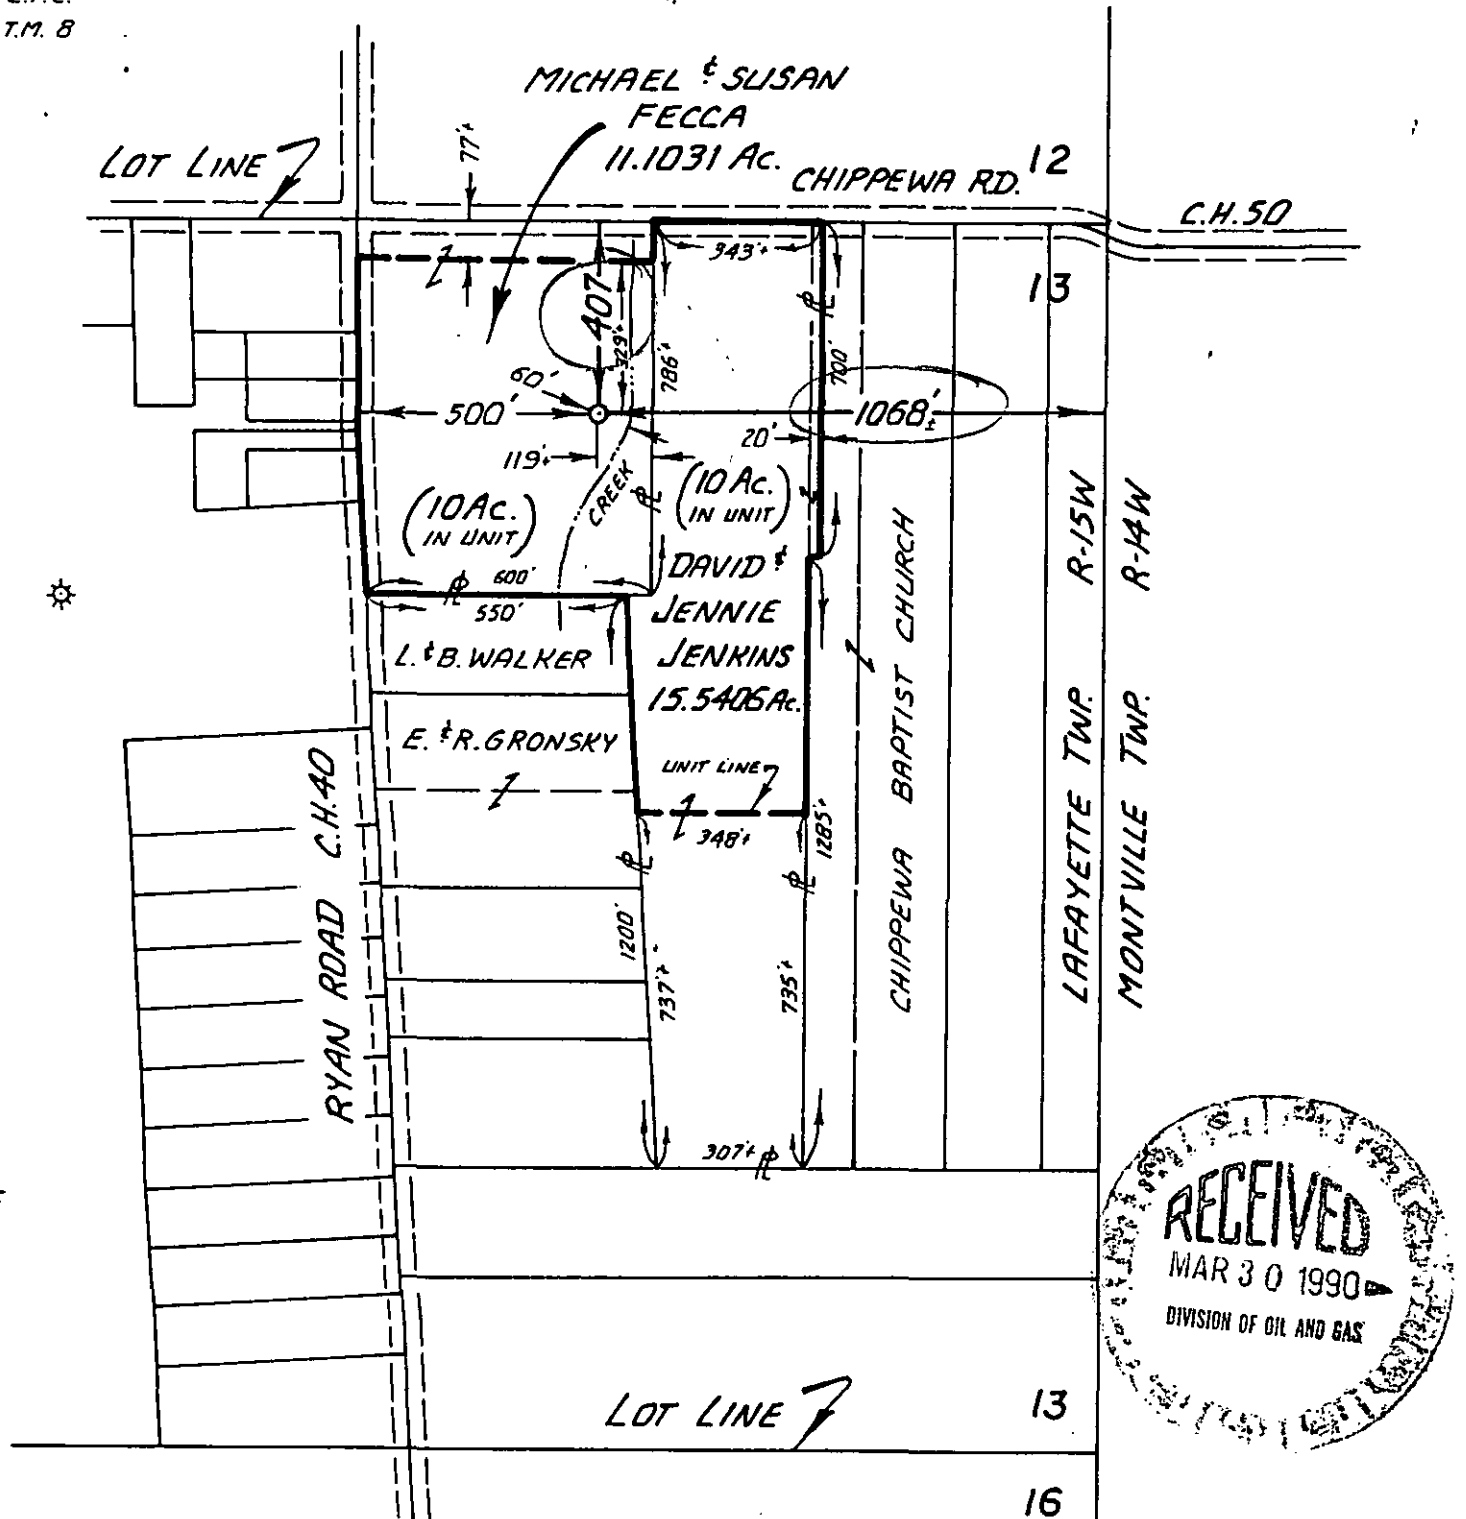 T.M. 8
MICHAEL & SUSAN
FECCA
11.1031 Ac.
LOT LINE
77'±
CHIPPEWA RD.
12
C.H. 50
343'±
13
407'
329'±
786'±
700'
60'
500'
1068'±
20'
119'±
CREEK
(10 Ac.
IN UNIT)
(10 Ac.
IN UNIT)
600'
550'
DAVID &
JENNIE
JENKINS
15.5406 Ac.
L. & B. WALKER
E. & R. GRONSKY
UNIT LINE
348'±
1285'±
1200'
737'±
735'±
307'±
CHIPPEWA BAPTIST CHURCH
LAFAYETTE TWP. R-15W
MONTVILLE TWP. R-14W
RYAN ROAD C.H. 40
RECEIVED
MAR 30 1990
DIVISION OF OIL AND GAS
LOT LINE
13
16